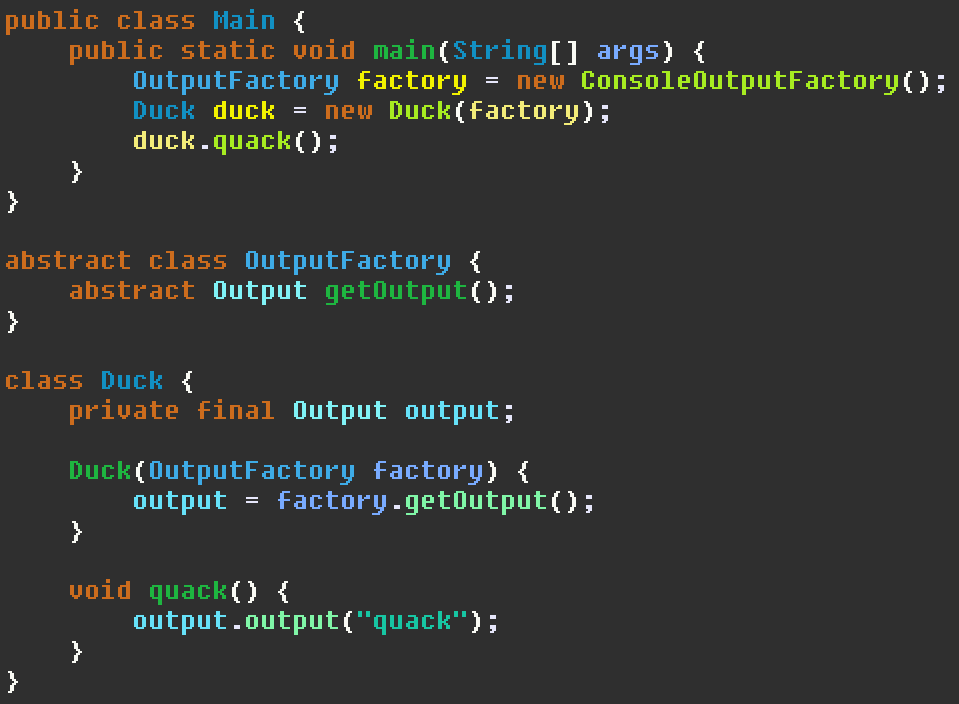 public class Main {
    public static void main(String[] args) {
        OutputFactory factory = new ConsoleOutputFactory();
        Duck duck = new Duck(factory);
        duck.quack();
    }
}

abstract class OutputFactory {
    abstract Output getOutput();
}

class Duck {
    private final Output output;

    Duck(OutputFactory factory) {
        output = factory.getOutput();
    }

    void quack() {
        output.output("quack");
    }
}